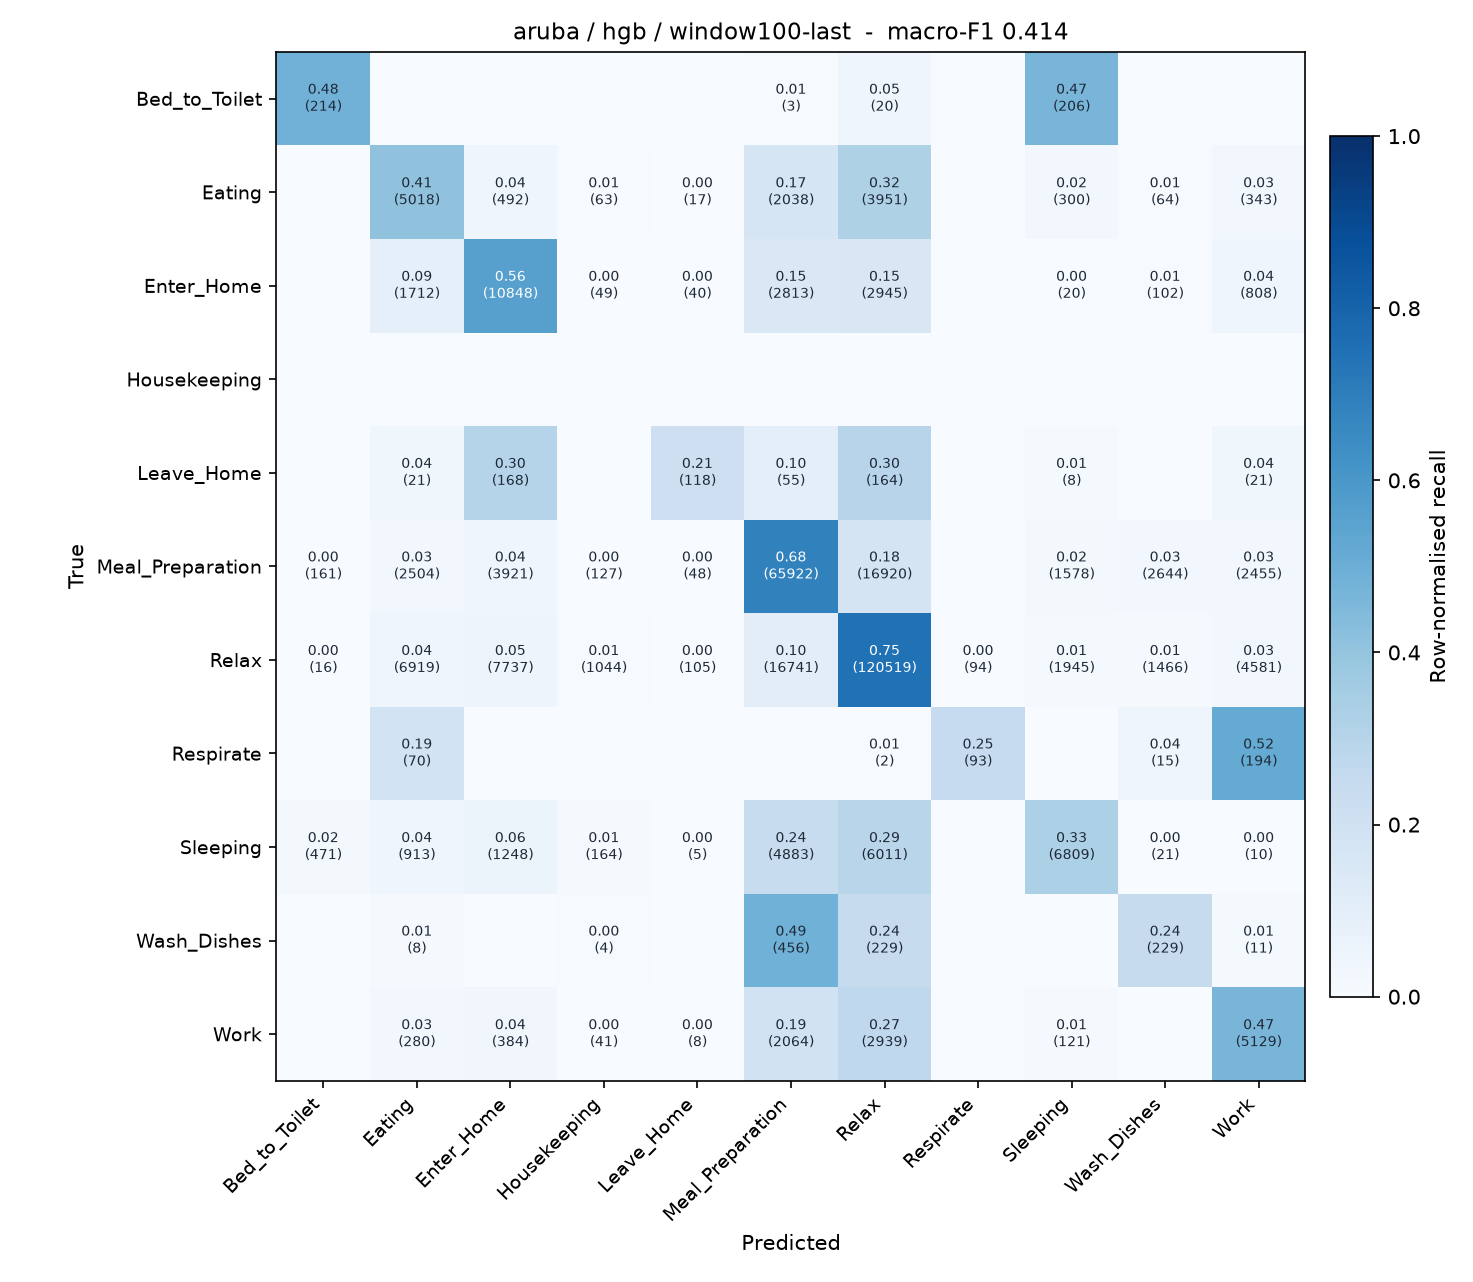 aruba / hgb / window100-last - macro-F1 0.414
Bed_to_Toilet
0.48 0.01 0.05 0.47
(214) (3) (20) (206)
Eating
0.41 0.04 0.01 0.00 0.17 0.32 0.02 0.01 0.03
(5018) (492) (63) (17) (2038) (3951) (300) (64) (343)
Enter_Home
0.09 0.56 0.00 0.00 0.15 0.15 0.00 0.01 0.04
(1712) (10848) (49) (40) (2813) (2945) (20) (102) (808)
Housekeeping
Leave_Home
0.04 0.30 0.21 0.10 0.30 0.01 0.04
(21) (168) (118) (55) (164) (8) (21)
Meal_Preparation
0.00 0.03 0.04 0.00 0.00 0.68 0.18 0.02 0.03 0.03
(161) (2504) (3921) (127) (48) (65922) (16920) (1578) (2644) (2455)
Relax
0.00 0.04 0.05 0.01 0.00 0.10 0.75 0.00 0.01 0.01 0.03
(16) (6919) (7737) (1044) (105) (16741) (120519) (94) (1945) (1466) (4581)
Respirate
0.19 0.01 0.25 0.04 0.52
(70) (2) (93) (15) (194)
Sleeping
0.02 0.04 0.06 0.01 0.00 0.24 0.29 0.33 0.00 0.00
(471) (913) (1248) (164) (5) (4883) (6011) (6809) (21) (10)
Wash_Dishes
0.01 0.00 0.49 0.24 0.24 0.01
(8) (4) (456) (229) (229) (11)
Work
0.03 0.04 0.00 0.00 0.19 0.27 0.01 0.47
(280) (384) (41) (8) (2064) (2939) (121) (5129)
True
Bed_to_Toilet
Eating
Enter_Home
Housekeeping
Leave_Home
Meal_Preparation
Relax
Respirate
Sleeping
Wash_Dishes
Work
Predicted
1.0
0.8
0.6
0.4
0.2
0.0
Row-normalised recall